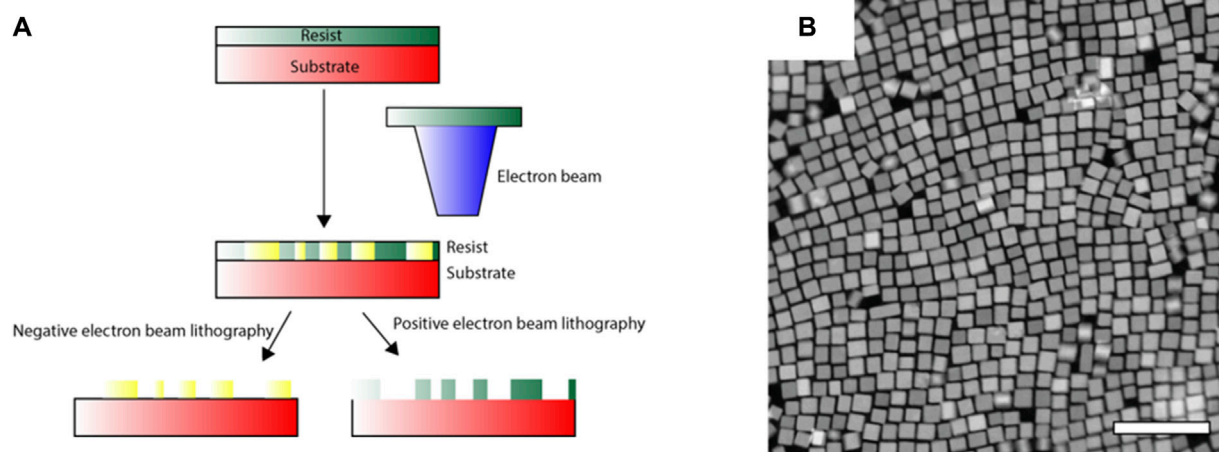 A
Resist
Substrate
Electron beam
Resist
Substrate
Negative electron beam lithography
Positive electron beam lithography
B